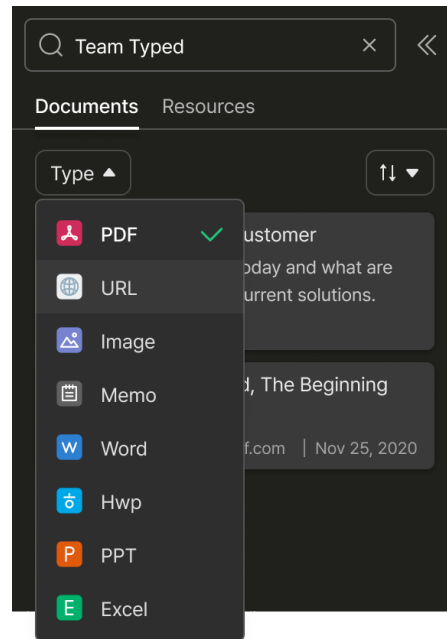 Team Typed
Documents Resources
Type
PDF
ustomer
oday and what are
URL
urrent solutions.
Image
d, The Beginning
Memo
Word
f.com | Nov 25, 2020
Hwp
PPT
Excel